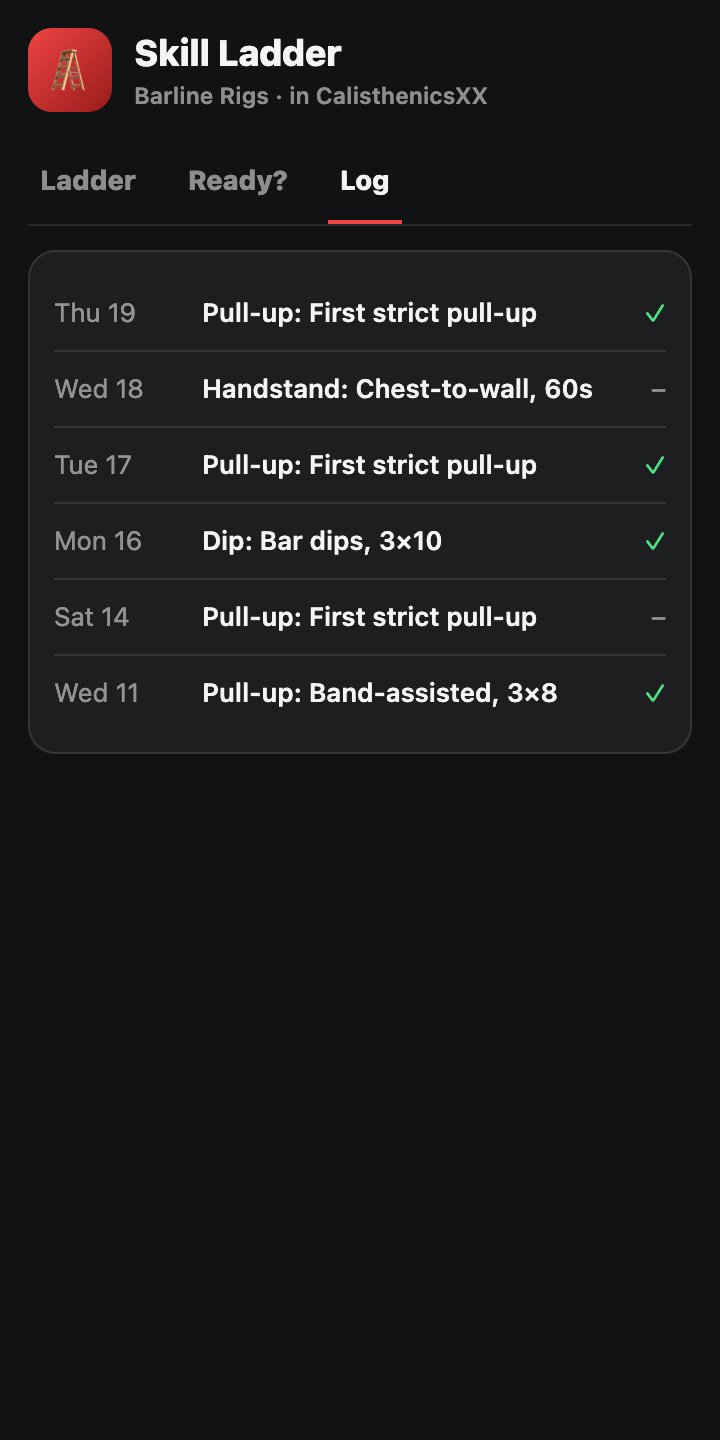 Skill Ladder
Barline Rigs · in CalisthenicsXX
Ladder Ready? Log
Thu 19 Pull-up: First strict pull-up ✓
Wed 18 Handstand: Chest-to-wall, 60s –
Tue 17 Pull-up: First strict pull-up ✓
Mon 16 Dip: Bar dips, 3×10 ✓
Sat 14 Pull-up: First strict pull-up –
Wed 11 Pull-up: Band-assisted, 3×8 ✓